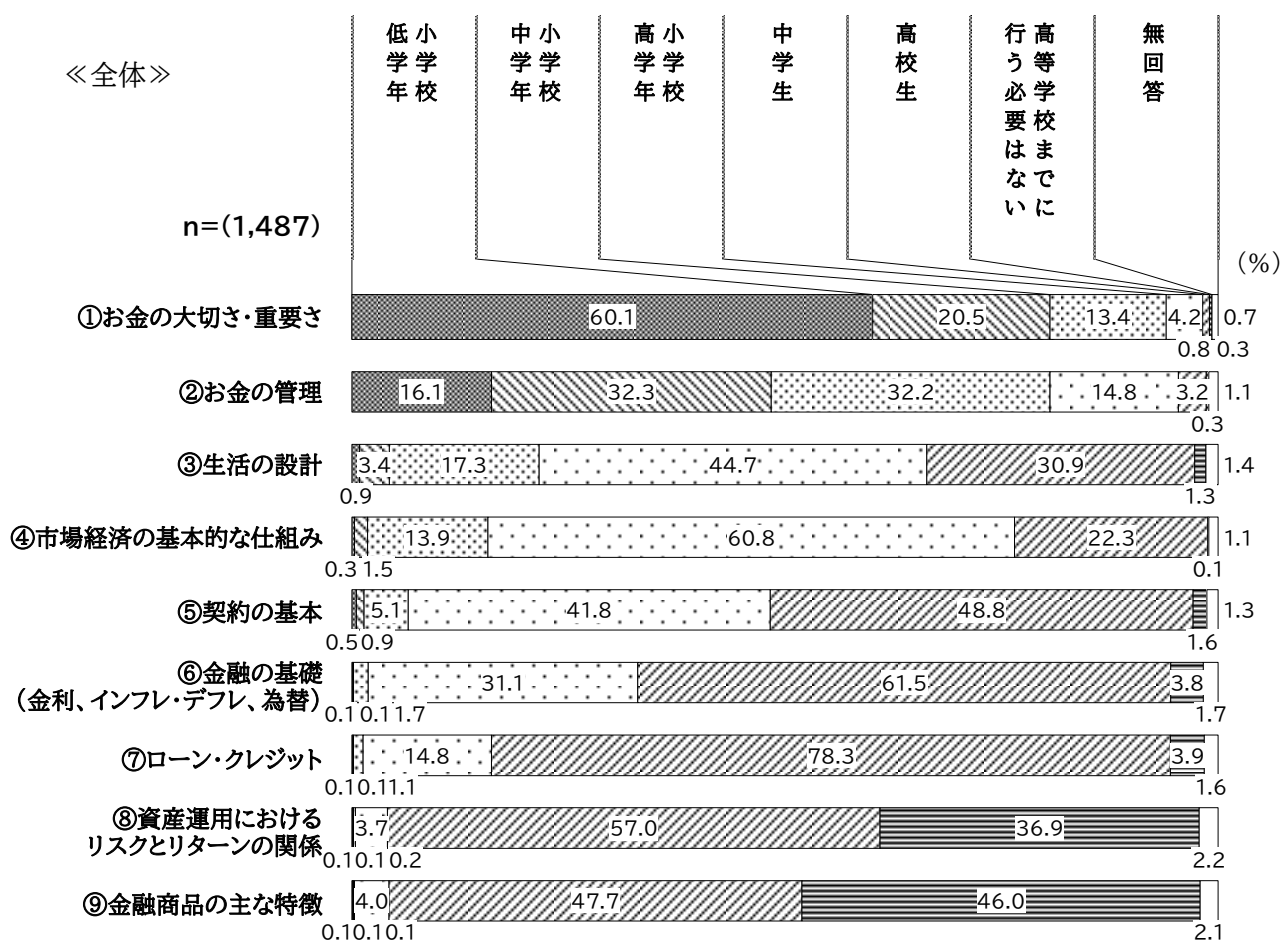 ≪全体≫
小学校低学年
小学校中学年
小学校高学年
中学生
高校生
高等学校までに行う必要はない
無回答
n=(1,487)
(%)
①お金の大切さ・重要さ
60.1 20.5 13.4 4.2 0.7
0.8 0.3
②お金の管理
16.1 32.3 32.2 14.8 3.2 1.1
0.3
③生活の設計
3.4 17.3 44.7 30.9 1.4
0.9 1.3
④市場経済の基本的な仕組み
13.9 60.8 22.3 1.1
0.3 1.5 0.1
⑤契約の基本
5.1 41.8 48.8 1.3
0.5 0.9 1.6
⑥金融の基礎
(金利、インフレ・デフレ、為替)
31.1 61.5 3.8
0.1 0.1 1.7 1.7
⑦ローン・クレジット
14.8 78.3 3.9
0.1 0.1 1.1 1.6
⑧資産運用における
リスクとリターンの関係
3.7 57.0 36.9
0.1 0.1 0.2 2.2
⑨金融商品の主な特徴
4.0 47.7 46.0
0.1 0.1 0.1 2.1